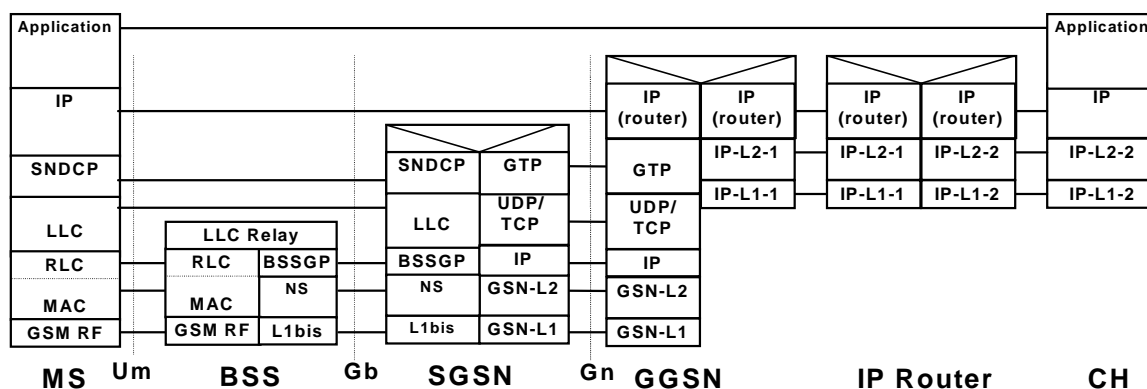 Application
Application
IP
IP
(router)
IP
(router)
IP
(router)
IP
(router)
IP
SNDCP
SNDCP
GTP
GTP
IP-L2-1
IP-L2-1
IP-L2-2
IP-L2-2
LLC
LLC
UDP/
TCP
UDP/
TCP
IP-L1-1
IP-L1-1
IP-L1-2
IP-L1-2
LLC Relay
RLC
RLC
BSSGP
BSSGP
IP
IP
MAC
MAC
NS
NS
GSN-L2
GSN-L2
GSM RF
GSM RF
L1bis
L1bis
GSN-L1
GSN-L1
MS
Um
BSS
Gb
SGSN
Gn
GGSN
IP Router
CH